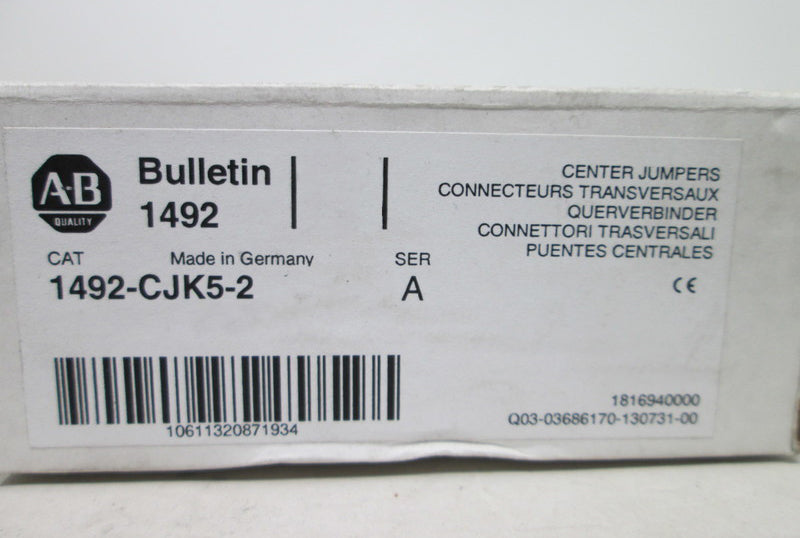 A-B
QUALITY
Bulletin
1492
CENTER JUMPERS
CONNECTEURS TRANSVERSAUX
QUERVERBINDER
CONNETTORI TRASVERSALI
PUENTES CENTRALES
CAT Made in Germany SER
1492-CJK5-2 A CE
10611320871934
1816940000
Q03-03686170-130731-00